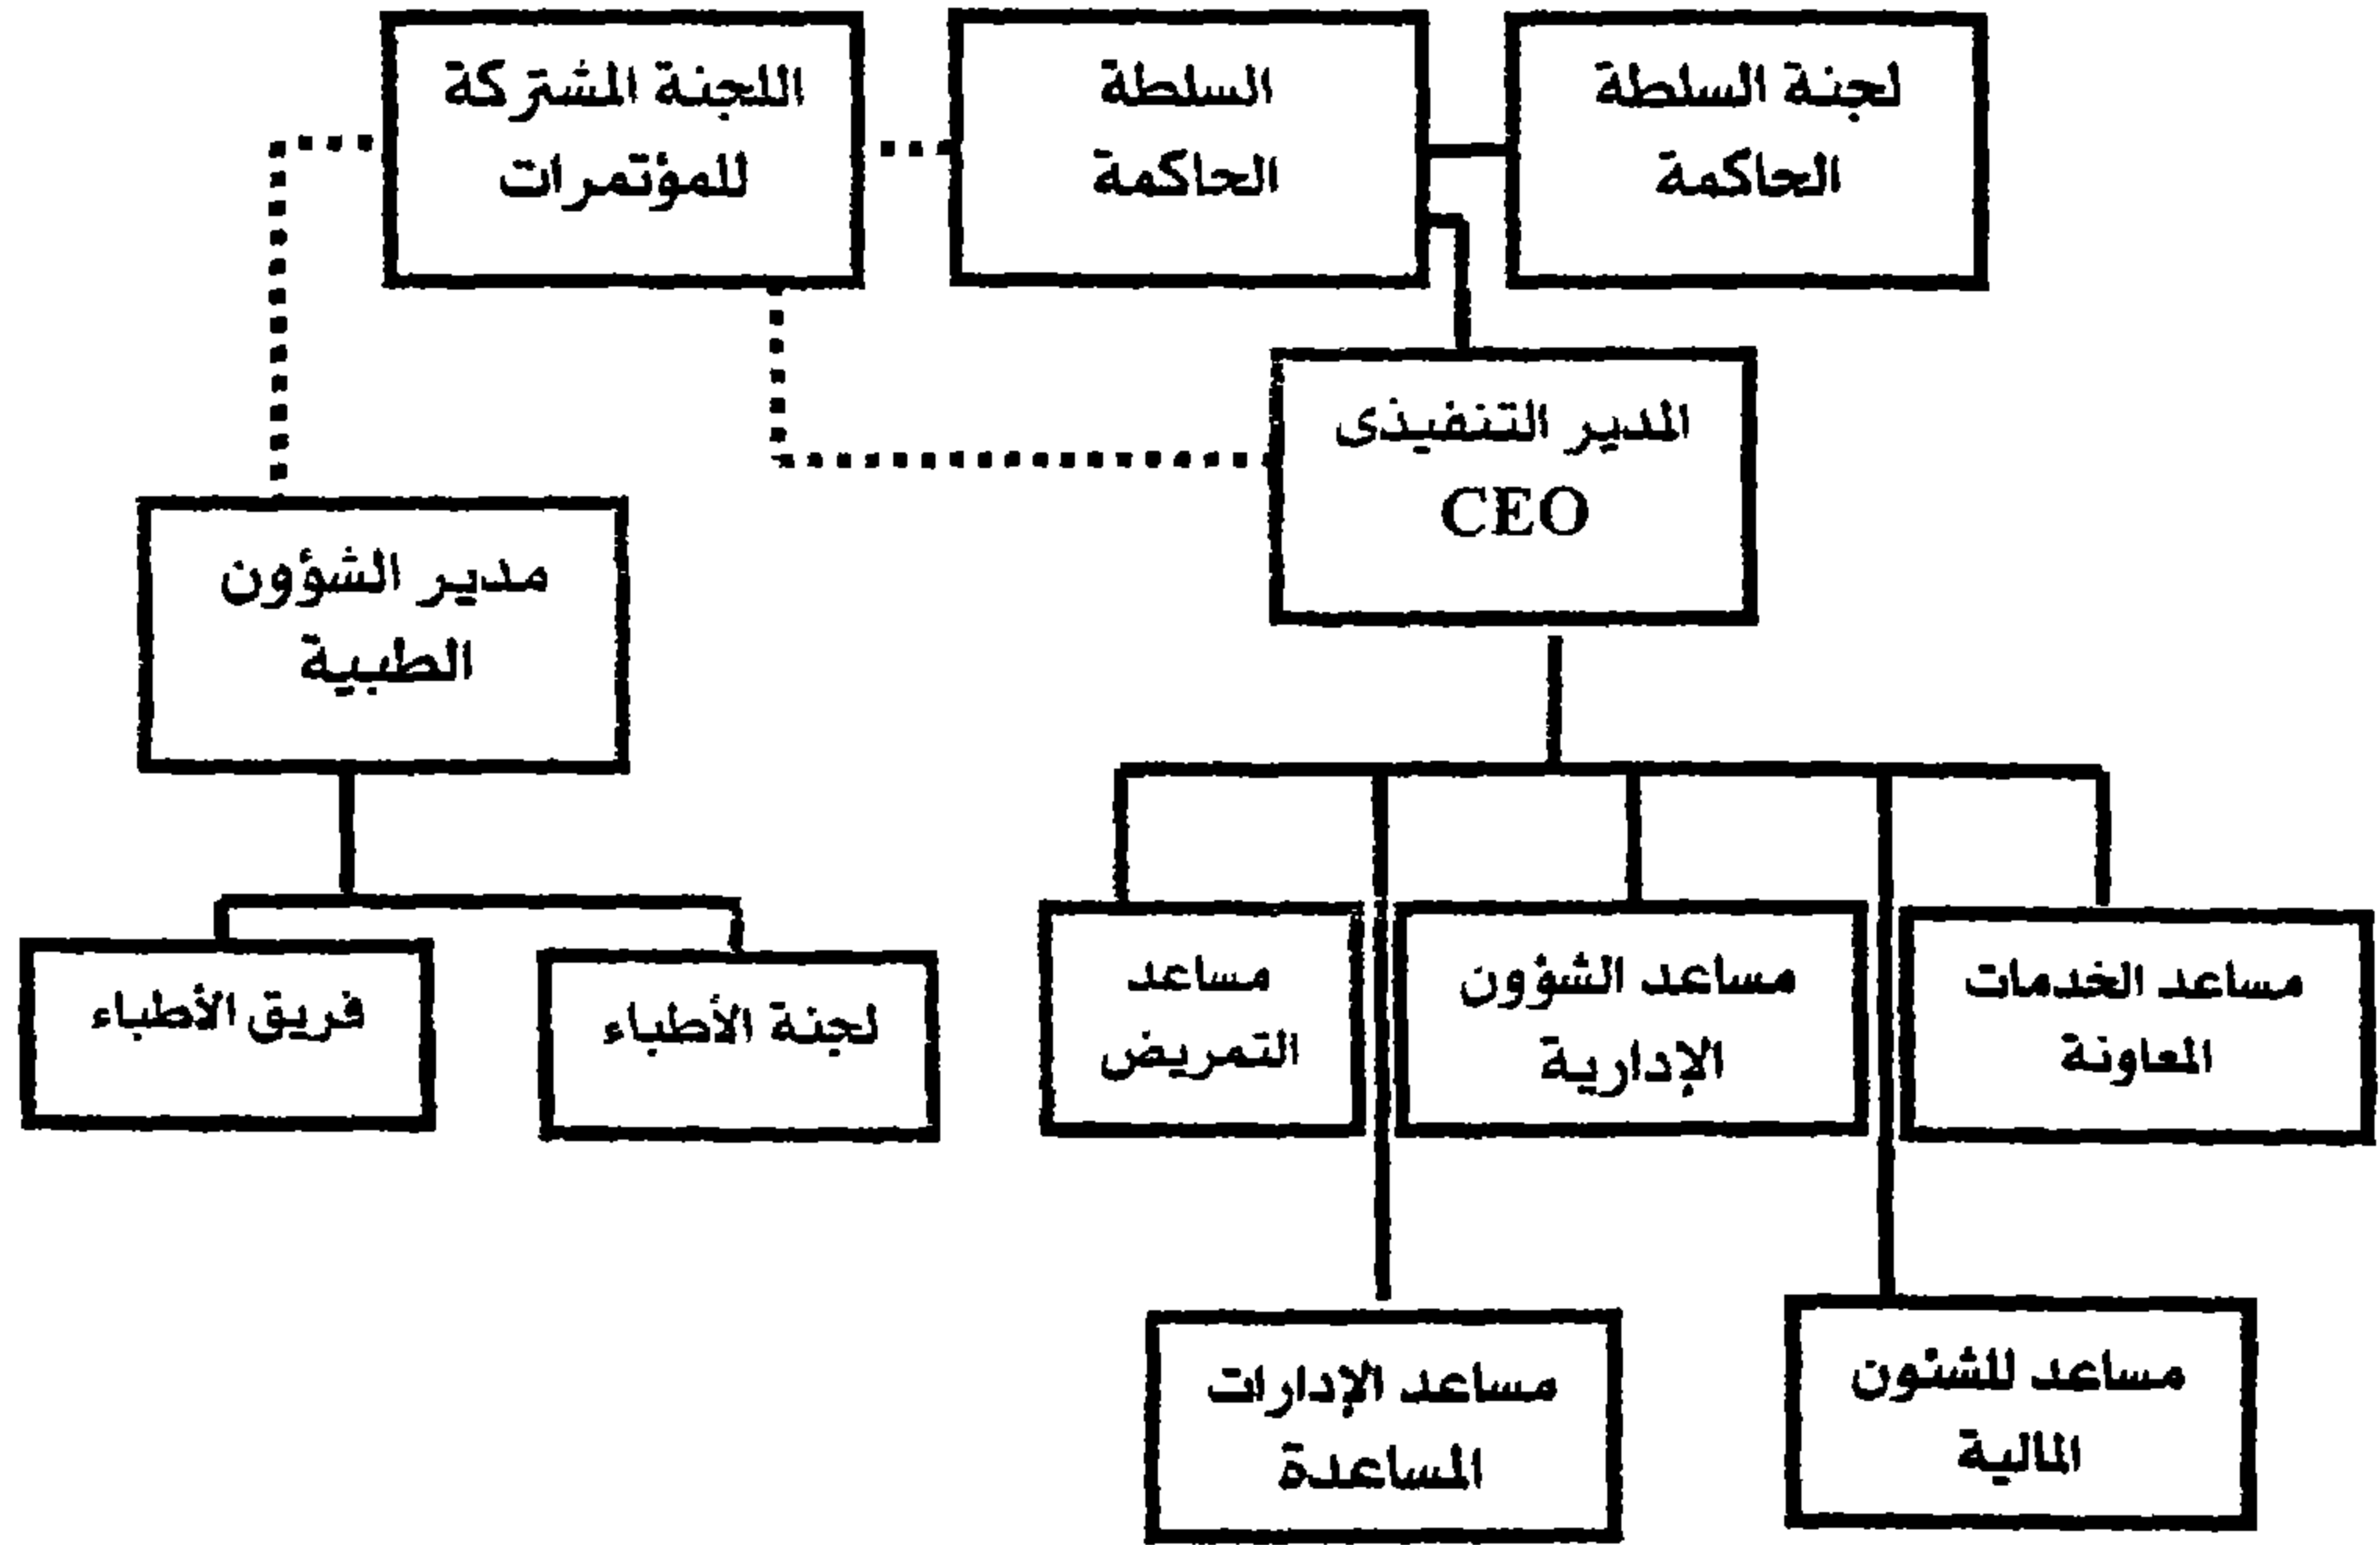 لجنة السلطة
الحاكمة
السلطة
الحاكمة
اللجنة المشتركة
للمؤتمرات
المدير التنفيذى
CEO
مدير الشؤون
الطبية
مساعد الخدمات
المعاونة
مساعد الشؤون
الإدارية
مساعد
التمريض
لجنة الأطباء
فريق الأطباء
مساعد للشئون
المالية
مساعد الإدارات
المساعدة